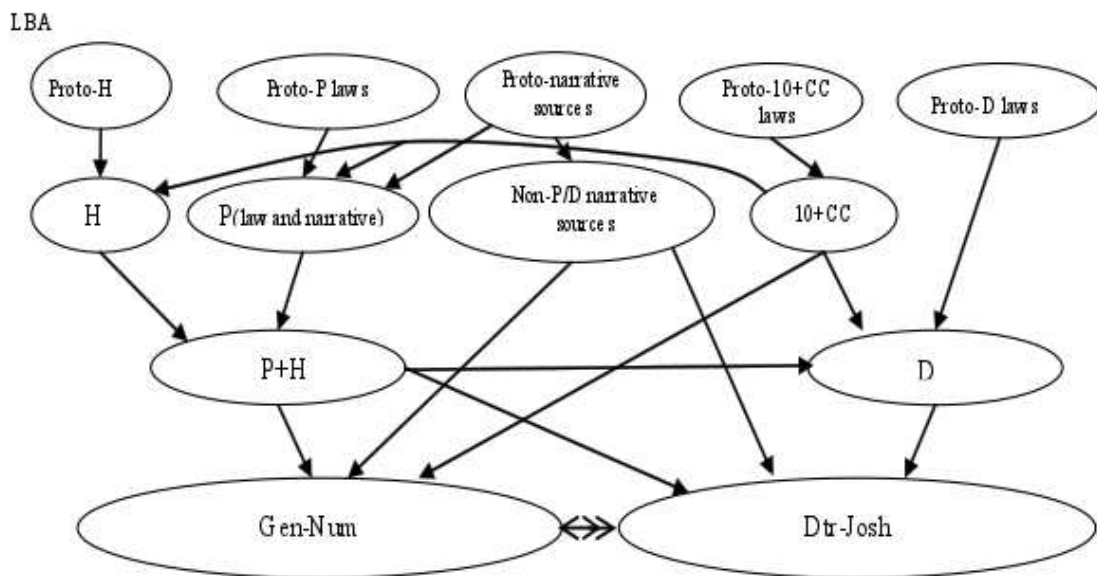 LBA
Proto-H
Proto-P laws
Proto-narrative
sources
Proto-10+CC
laws
Proto-D laws
H
P(law and narrative)
Non-P/D narrative
sources
10+CC
P+H
D
Gen-Num
Dtr-Josh